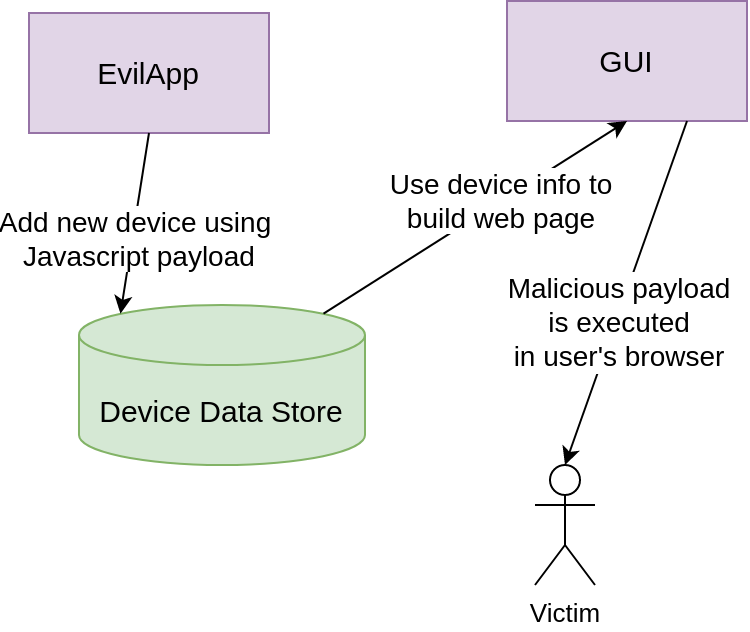 EvilApp
GUI
Use device info to
build web page
Add new device using
Javascript payload
Malicious payload
is executed
in user's browser
Device Data Store
Victim